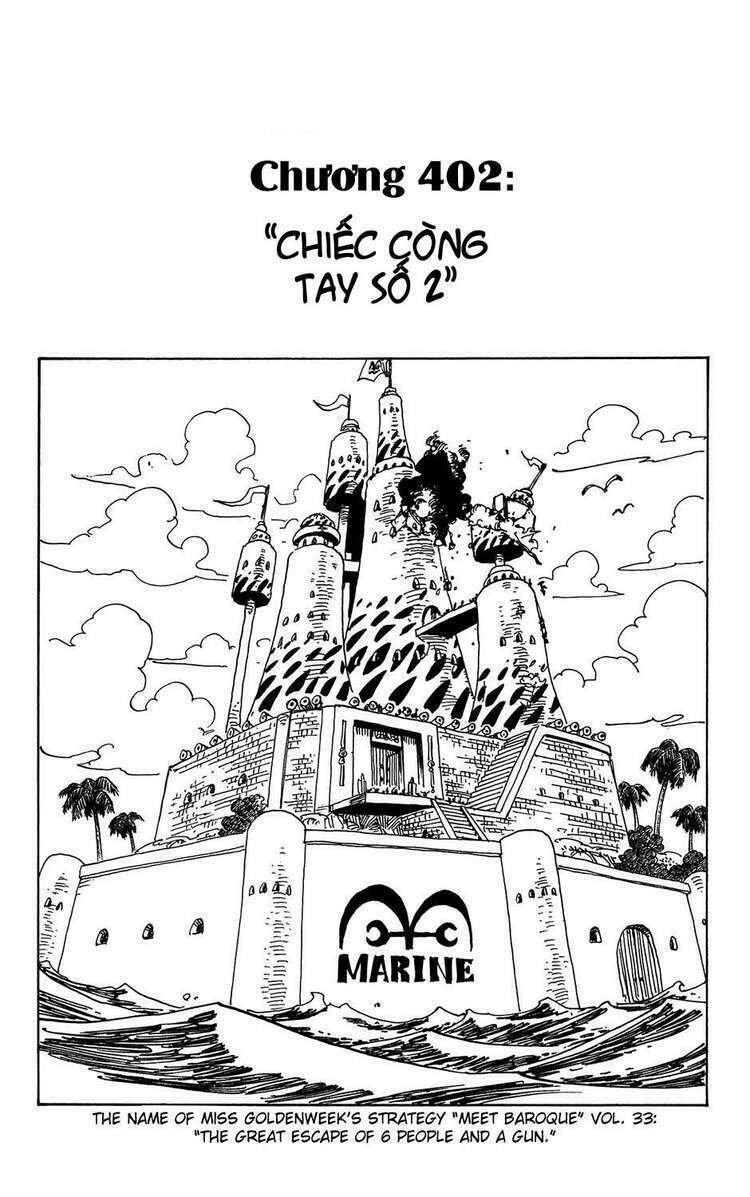 Chương 402:
“CHIẾC CÒNG
TAY SỐ 2”
MARINE
THE NAME OF MISS GOLDENWEEK'S STRATEGY “MEET BAROQUE” VOL. 33:
“THE GREAT ESCAPE OF 6 PEOPLE AND A GUN.”